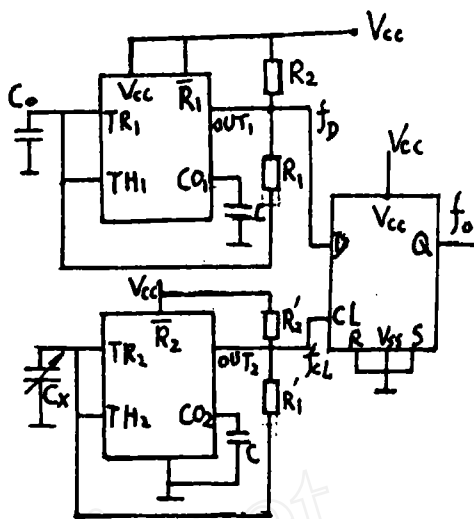 Vcc
C₀
Vcc
R̅₁
R₂
TR₁
OUT₁
f_D
TH₁
CO₁
R₁
C
Vcc
Vcc
f₀
D
Q
CL
R
Vss
S
Vcc
R̅₂
R₂′
TR₂
OUT₂
f_CL
Cx
R₁′
TH₂
CO₂
C